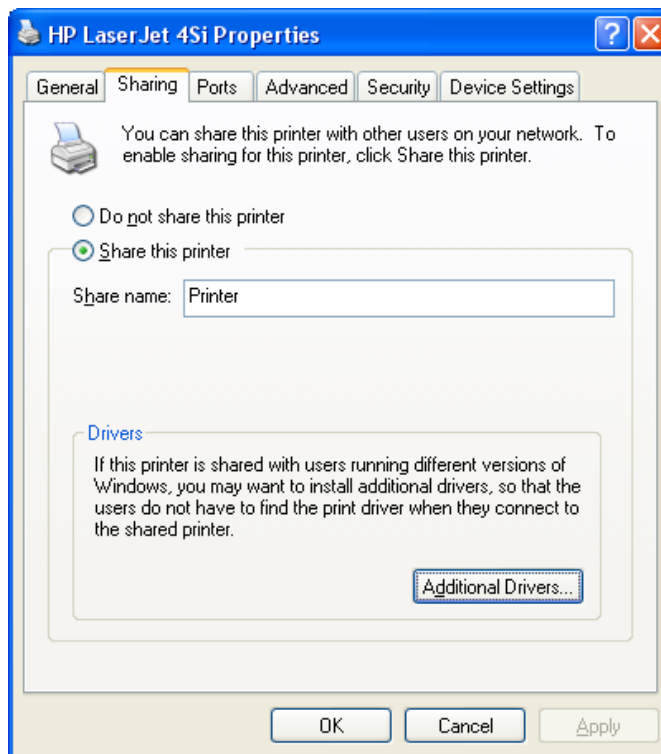 HP LaserJet 4Si Properties
?
General Sharing Ports Advanced Security Device Settings
You can share this printer with other users on your network. To
enable sharing for this printer, click Share this printer.
Do not share this printer
Share this printer
Share name: Printer
Drivers
If this printer is shared with users running different versions of
Windows, you may want to install additional drivers, so that the
users do not have to find the print driver when they connect to
the shared printer.
Additional Drivers...
OK Cancel Apply